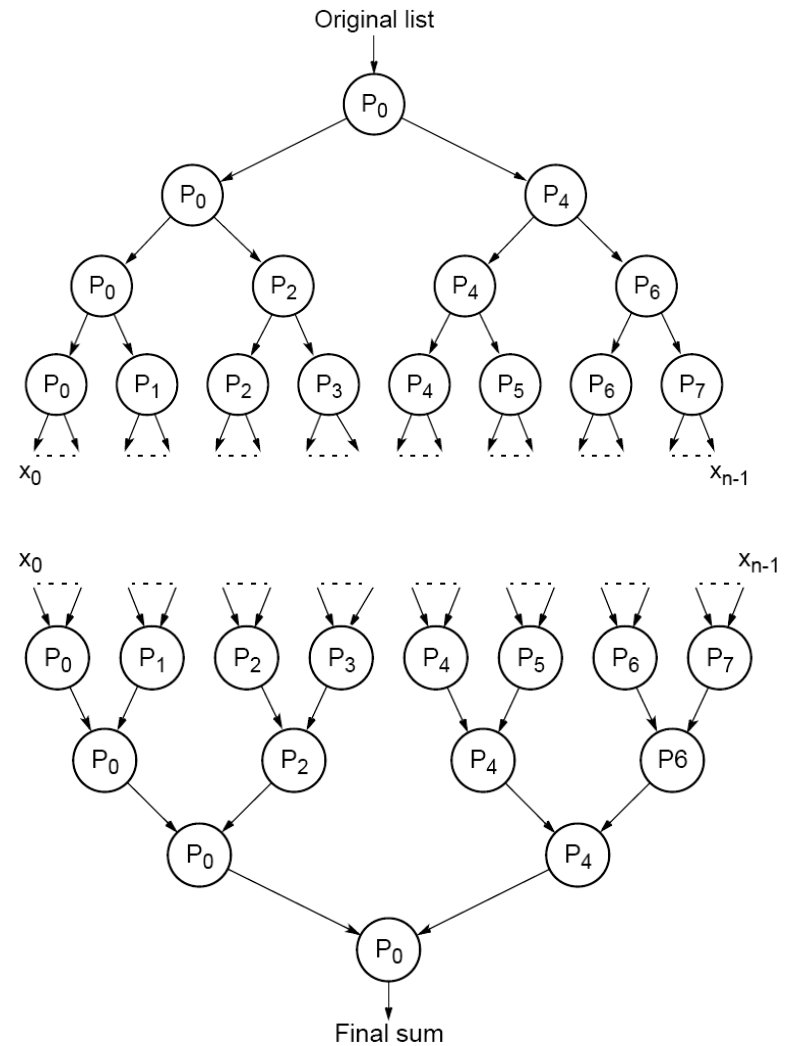 Original list
P0
P0 P4
P0 P2 P4 P6
P0 P1 P2 P3 P4 P5 P6 P7
x0 xn-1
x0 xn-1
P0 P1 P2 P3 P4 P5 P6 P7
P0 P2 P4 P6
P0 P4
P0
Final sum